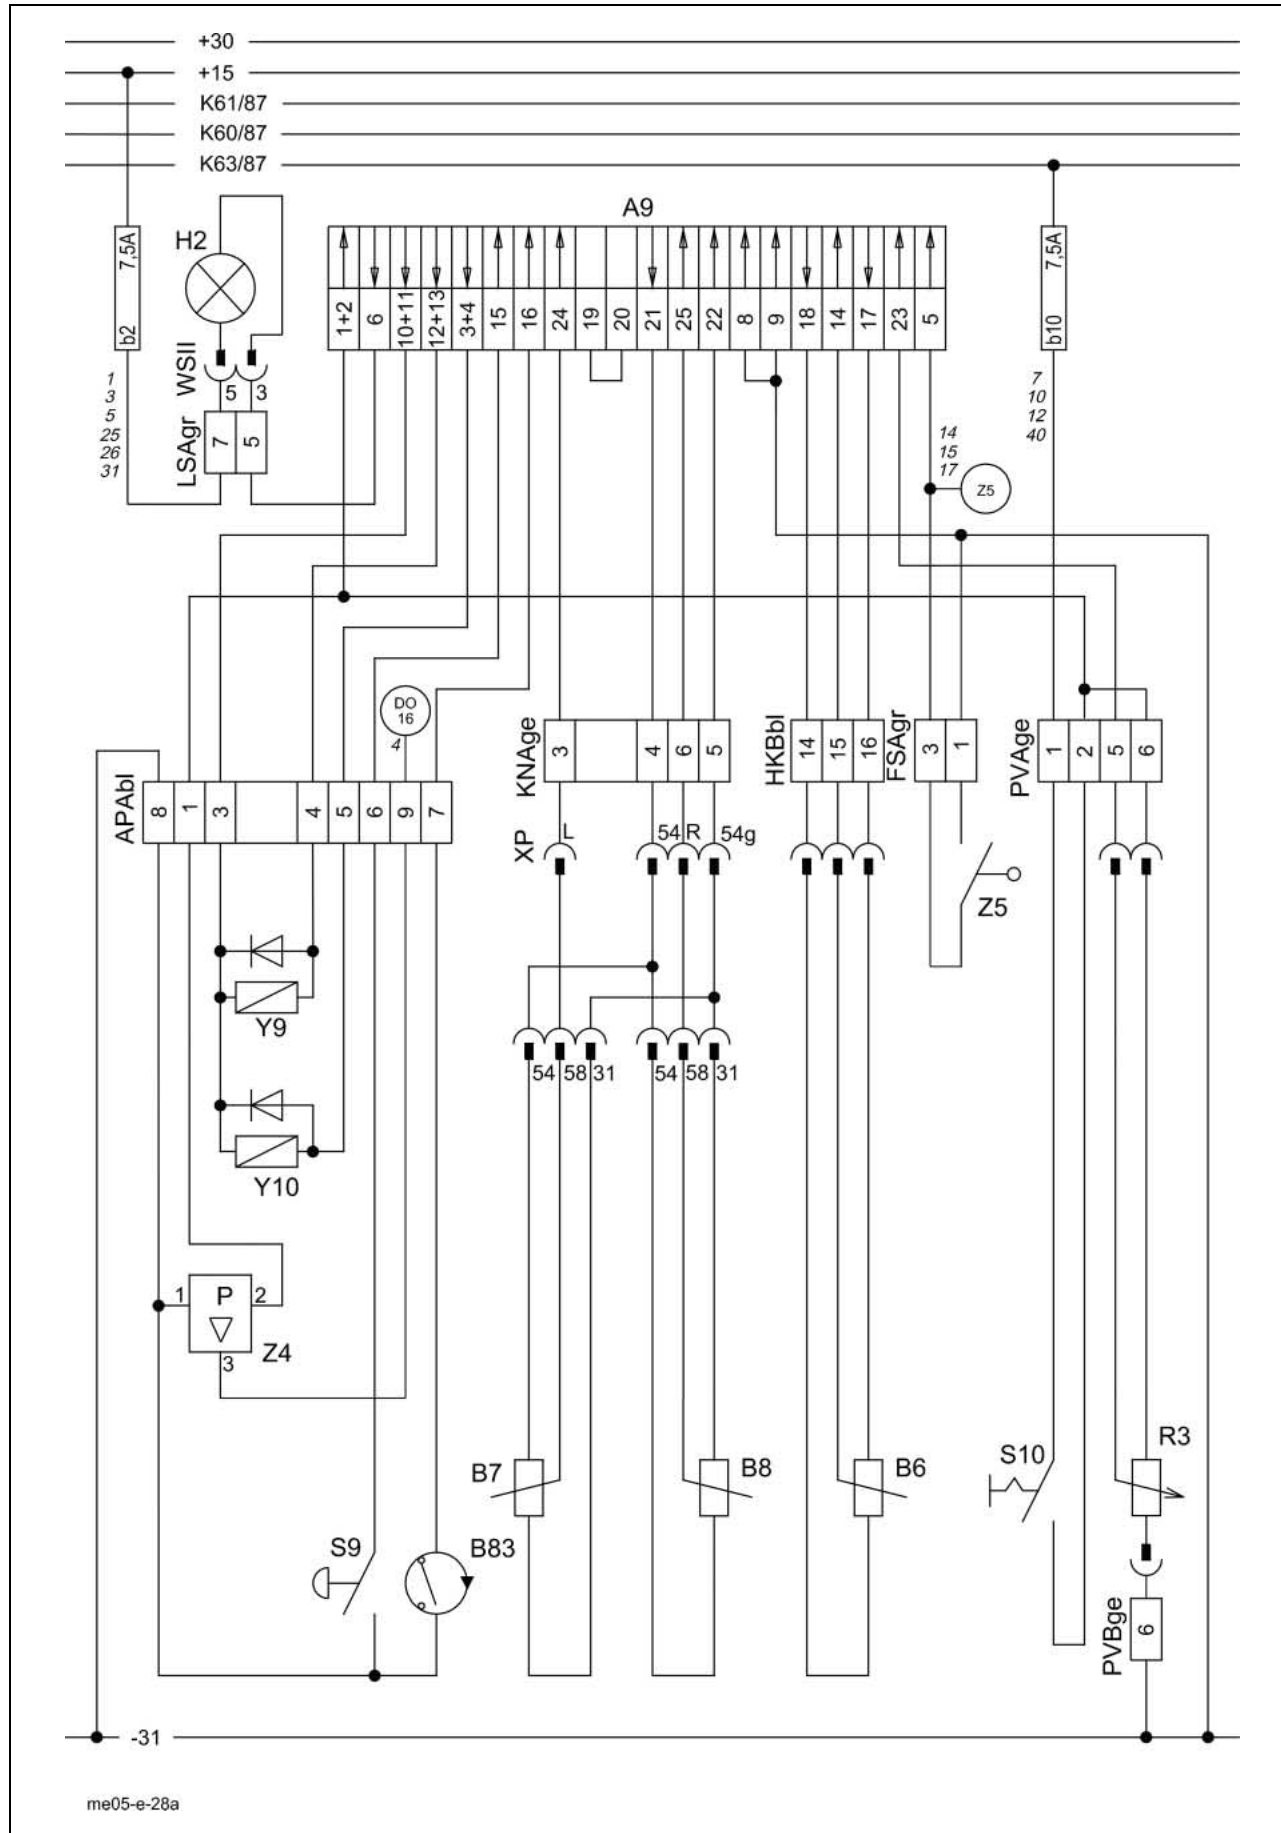 +30
+15
K61/87
K60/87
K63/87
A9
H2
7,5A
b2
7,5A
b10
1+2 6 10+11 12+13 3+4 15 16 24 19 20 21 25 22 8 9 18 14 17 23 5
WSII
5 3
LSAgr
7 5
1
3
5
25
26
31
7
10
12
40
14
15
17
Z5
DO
16
4
APAbl
8 1 3 4 5 6 9 7
KNAge
3 4 6 5
HKBbl
14 15 16
FSAgr
3 1
PVAge
1 2 5 6
XP
L 54 R 54g
Z5
Y9
54 58 31 54 58 31
Y10
1 P 2
3
Z4
B7
B8
B6
S10
R3
S9
B83
PVBge
6
-31
me05-e-28a